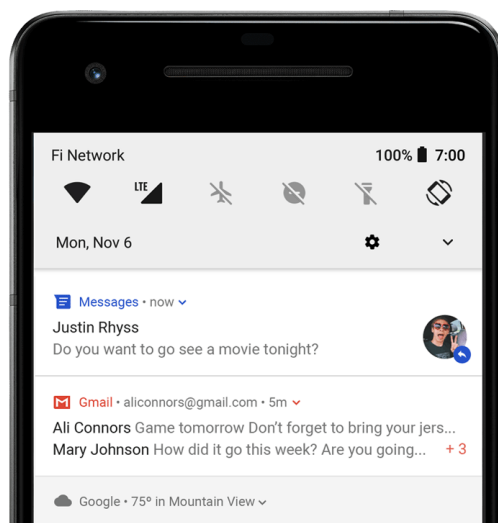 Fi Network 100% 7:00
LTE
Mon, Nov 6
Messages • now
Justin Rhyss
Do you want to go see a movie tonight?
Gmail • aliconnors@gmail.com • 5m
Ali Connors Game tomorrow Don't forget to bring your jers...
Mary Johnson How did it go this week? Are you going... + 3
Google • 75º in Mountain View